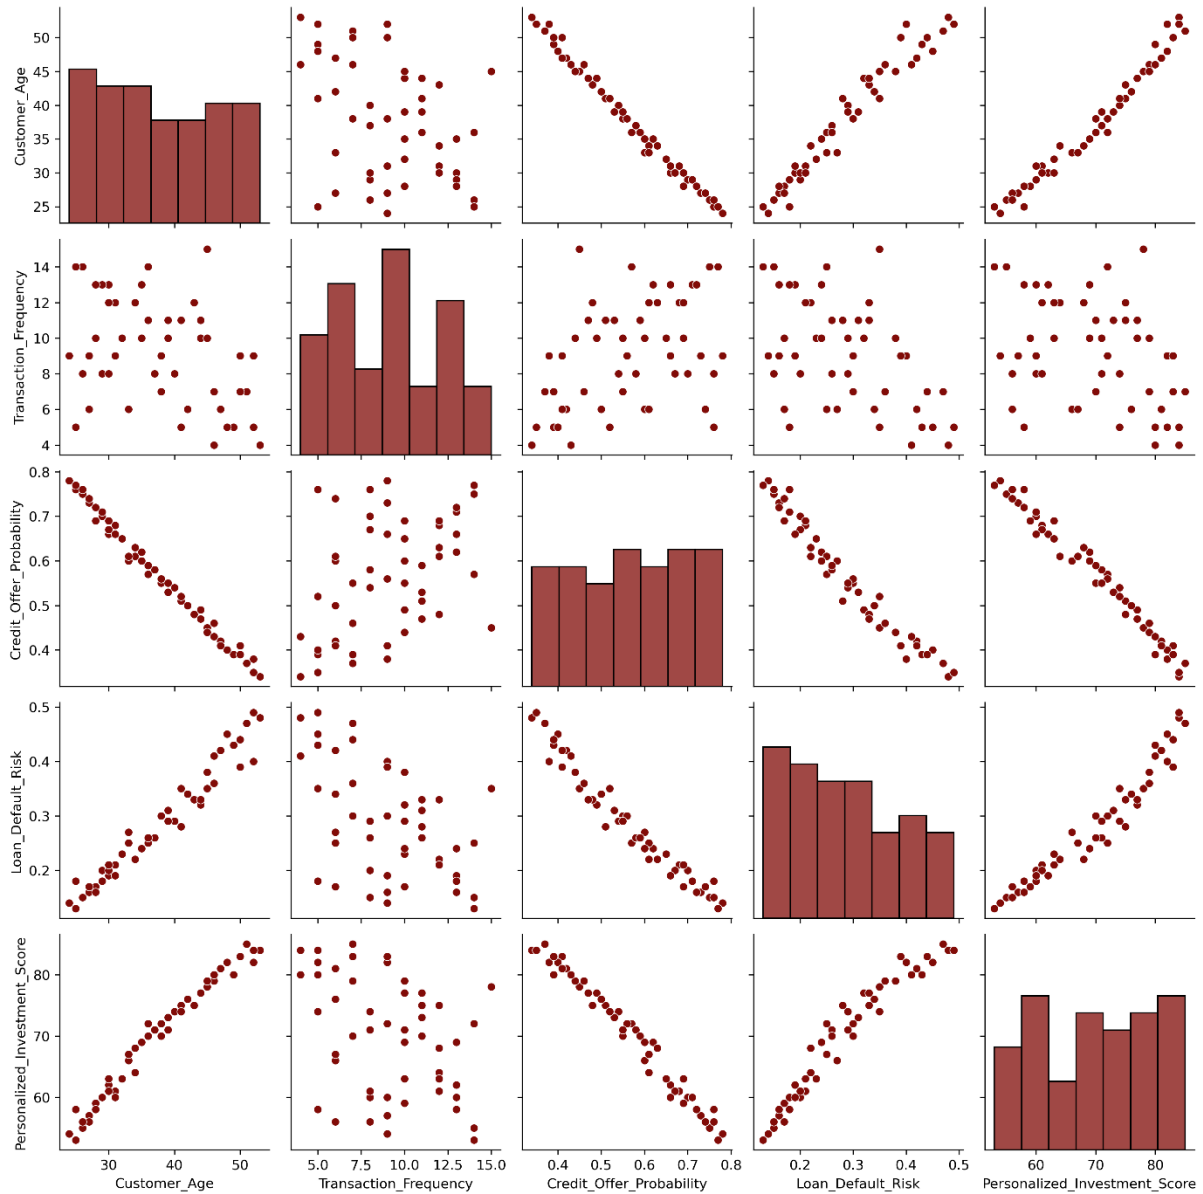 50
45
40
35
30
25
Customer_Age
14
12
10
8
6
4
Transaction_Frequency
0.8
0.7
0.6
0.5
0.4
Credit_Offer_Probability
0.5
0.4
0.3
0.2
Loan_Default_Risk
80
70
60
Personalized_Investment_Score
30 40 50
5.0 7.5 10.0 12.5 15.0
0.4 0.5 0.6 0.7 0.8
0.2 0.3 0.4 0.5
60 70 80
Customer_Age
Transaction_Frequency
Credit_Offer_Probability
Loan_Default_Risk
Personalized_Investment_Score